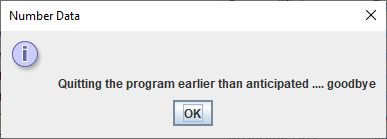 Number Data
Quitting the program earlier than anticipated .... goodbye
OK